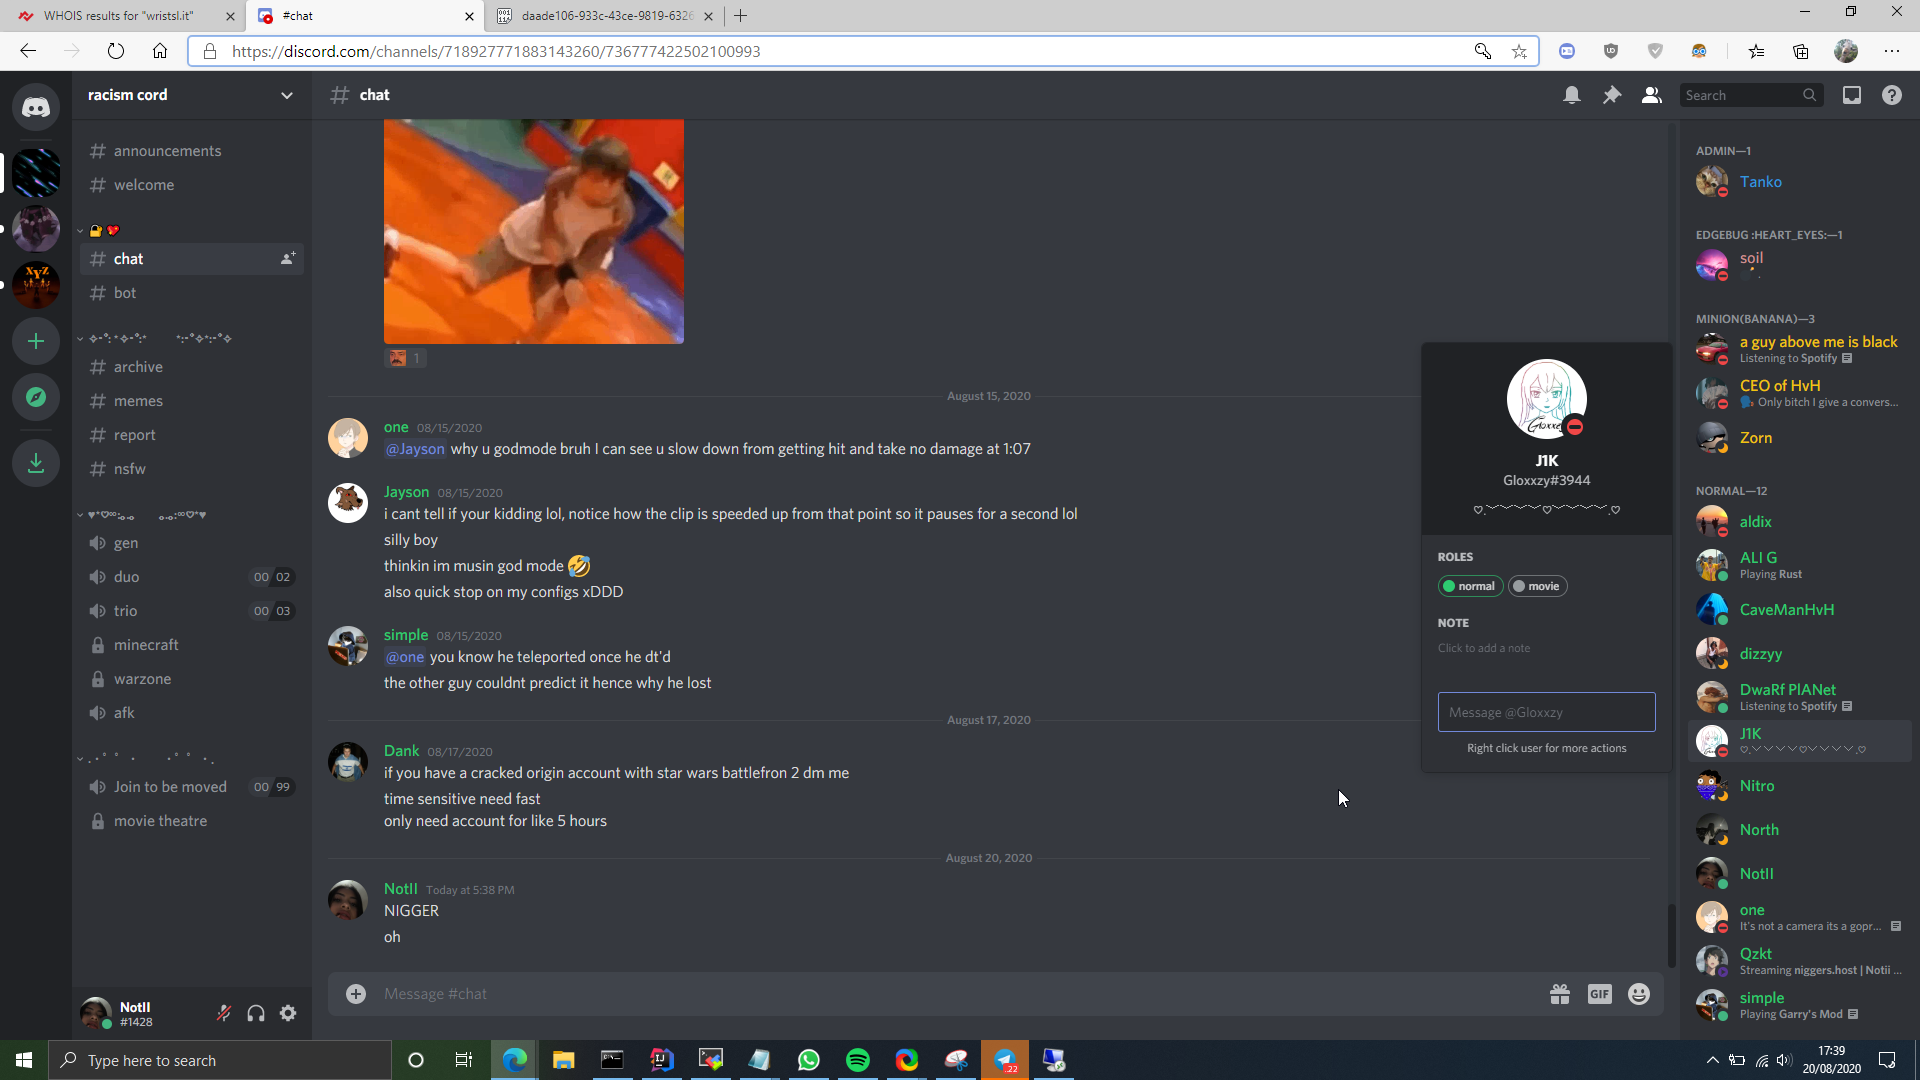 WHOIS results for "wristsl.it"
#chat
daade106-933c-43ce-9819-6326
https://discord.com/channels/718927771883143260/736777422502100993
racism cord
announcements
welcome
chat
bot
archive
memes
report
nsfw
gen
duo
00 02
trio
00 03
minecraft
warzone
afk
Join to be moved
00 99
movie theatre
NotII
#1428
XYZ
chat
Search
1
August 15, 2020
one 08/15/2020
@Jayson why u godmode bruh I can see u slow down from getting hit and take no damage at 1:07
Jayson 08/15/2020
i cant tell if your kidding lol, notice how the clip is speeded up from that point so it pauses for a second lol
silly boy
thinkin im musin god mode 🤣
also quick stop on my configs xDDD
simple 08/15/2020
@one you know he teleported once he dt'd
the other guy couldnt predict it hence why he lost
August 17, 2020
Dank 08/17/2020
if you have a cracked origin account with star wars battlefron 2 dm me
time sensitive need fast
only need account for like 5 hours
August 20, 2020
NotII Today at 5:38 PM
NIGGER
oh
Message #chat
GIF
Gloxxzy
J1K
Gloxxzy#3944
ROLES
normal
movie
NOTE
Click to add a note
Message @Gloxxzy
Right click user for more actions
ADMIN—1
Tanko
EDGEBUG :HEART_EYES:—1
soil
MINION(BANANA)—3
a guy above me is black
Listening to Spotify
CEO of HvH
Only bitch I give a convers...
Zorn
NORMAL—12
aldix
ALI G
Playing Rust
CaveManHvH
dizzyy
DwaRf PlANet
Listening to Spotify
J1K
Nitro
North
NotII
one
It's not a camera its a gopr...
Qzkt
Streaming niggers.host | Notii ...
simple
Playing Garry's Mod
Type here to search
22
17:39
20/08/2020